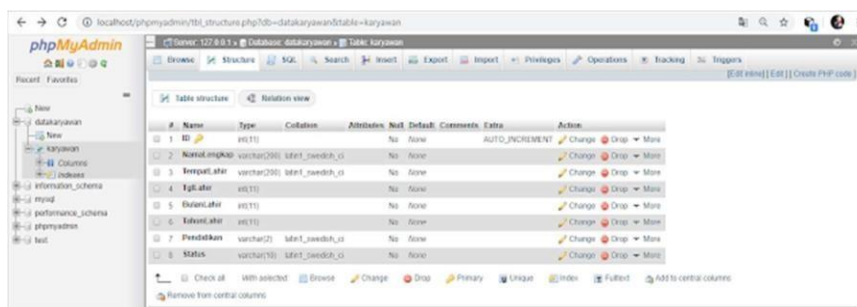 localhost/phpmyadmin/tbl_structure.php?db=datakaryawan&table=karyawan
phpMyAdmin
Server: 127.0.0.1 » Database: datakaryawan » Table: karyawan
Browse Structure SQL Search Insert Export Import Privileges Operations Tracking Triggers
Recent Favorites
[Edit inline] [ Edit ] [ Create PHP code ]
Table structure Relation view
New
datakaryawan
New
karyawan
Columns
Indexes
information_schema
mysql
performance_schema
phpmyadmin
test
# Name Type Collation Attributes Null Default Comments Extra Action
1 ID int(11) No None AUTO_INCREMENT Change Drop More
2 NamaLengkap varchar(200) latin1_swedish_ci No None Change Drop More
3 TempatLahir varchar(200) latin1_swedish_ci No None Change Drop More
4 TglLahir int(11) No None Change Drop More
5 BulanLahir int(11) No None Change Drop More
6 TahunLahir int(11) No None Change Drop More
7 Pendidikan varchar(2) latin1_swedish_ci No None Change Drop More
8 Status varchar(10) latin1_swedish_ci No None Change Drop More
Check all With selected: Browse Change Drop Primary Unique Index Fulltext Add to central columns
Remove from central columns